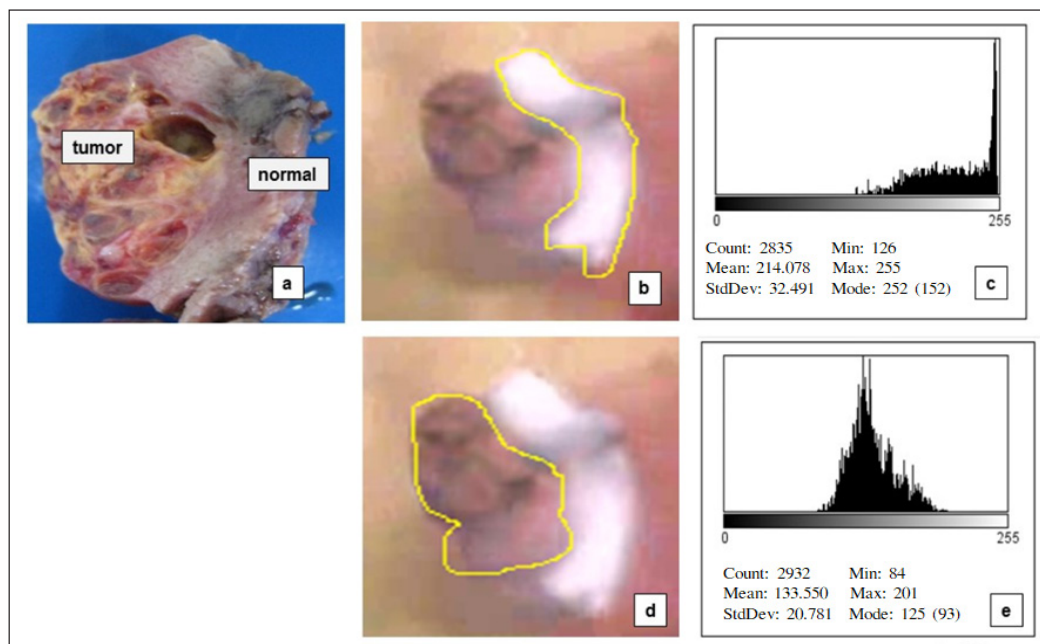 tumor
normal
a
b
0 255
Count: 2835 Min: 126
Mean: 214.078 Max: 255
StdDev: 32.491 Mode: 252 (152)
c
d
0 255
Count: 2932 Min: 84
Mean: 133.550 Max: 201
StdDev: 20.781 Mode: 125 (93)
e